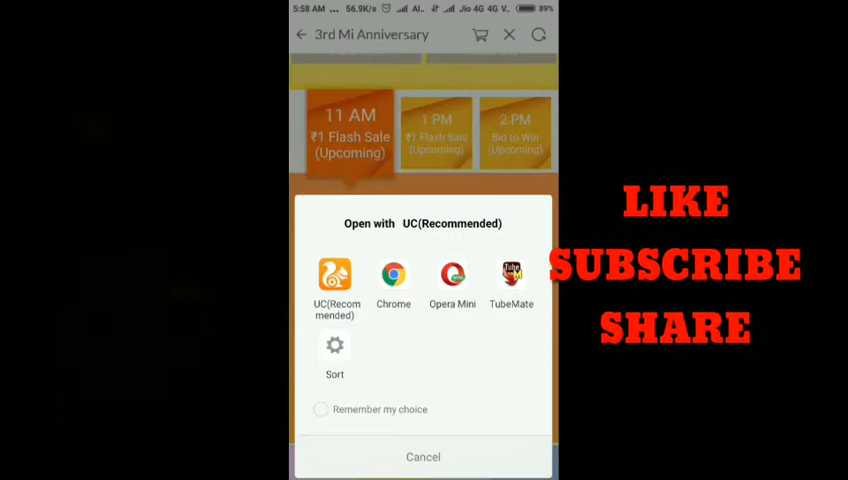 5:58 AM ... 56.9K/s Al.. Jio 4G 4G V.. 89%
3rd Mi Anniversary
11 AM
₹1 Flash Sale
(Upcoming)
1 PM
₹1 Flash Sale
(Upcoming)
2 PM
Bid to Win
(Upcoming)
Open with UC(Recommended)
UC(Recom
mended)
Chrome
Opera Mini
TubeMate
Sort
Remember my choice
Cancel
LIKE
SUBSCRIBE
SHARE